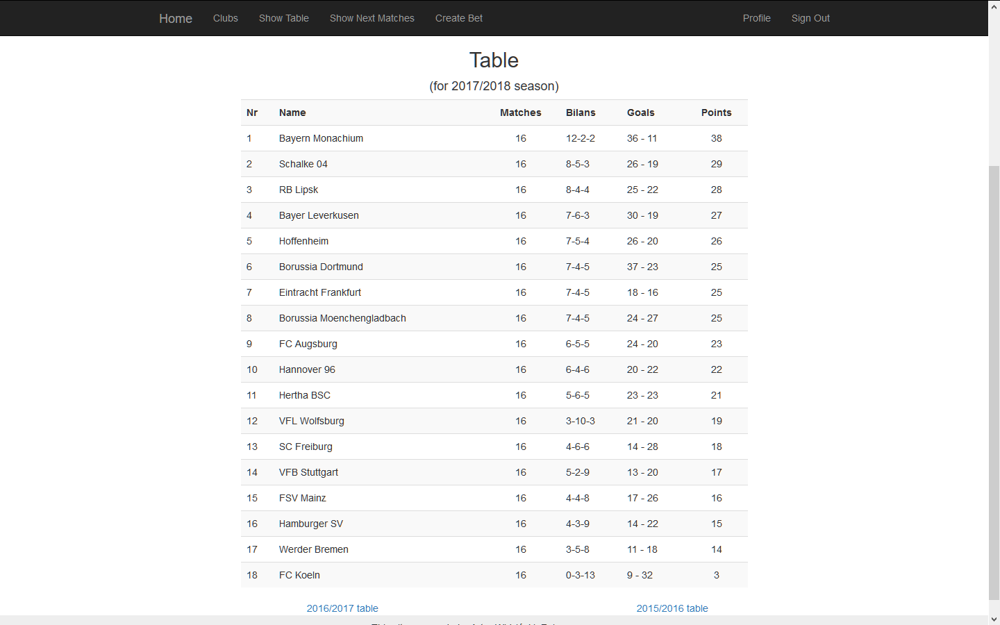 Home Clubs Show Table Show Next Matches Create Bet Profile Sign Out
Table
(for 2017/2018 season)
Nr Name Matches Bilans Goals Points
1 Bayern Monachium 16 12-2-2 36 - 11 38
2 Schalke 04 16 8-5-3 26 - 19 29
3 RB Lipsk 16 8-4-4 25 - 22 28
4 Bayer Leverkusen 16 7-6-3 30 - 19 27
5 Hoffenheim 16 7-5-4 26 - 20 26
6 Borussia Dortmund 16 7-4-5 37 - 23 25
7 Eintracht Frankfurt 16 7-4-5 18 - 16 25
8 Borussia Moenchengladbach 16 7-4-5 24 - 27 25
9 FC Augsburg 16 6-5-5 24 - 20 23
10 Hannover 96 16 6-4-6 20 - 22 22
11 Hertha BSC 16 5-6-5 23 - 23 21
12 VFL Wolfsburg 16 3-10-3 21 - 20 19
13 SC Freiburg 16 4-6-6 14 - 28 18
14 VFB Stuttgart 16 5-2-9 13 - 20 17
15 FSV Mainz 16 4-4-8 17 - 26 16
16 Hamburger SV 16 4-3-9 14 - 22 15
17 Werder Bremen 16 3-5-8 11 - 18 14
18 FC Koeln 16 0-3-13 9 - 32 3
2016/2017 table 2015/2016 table